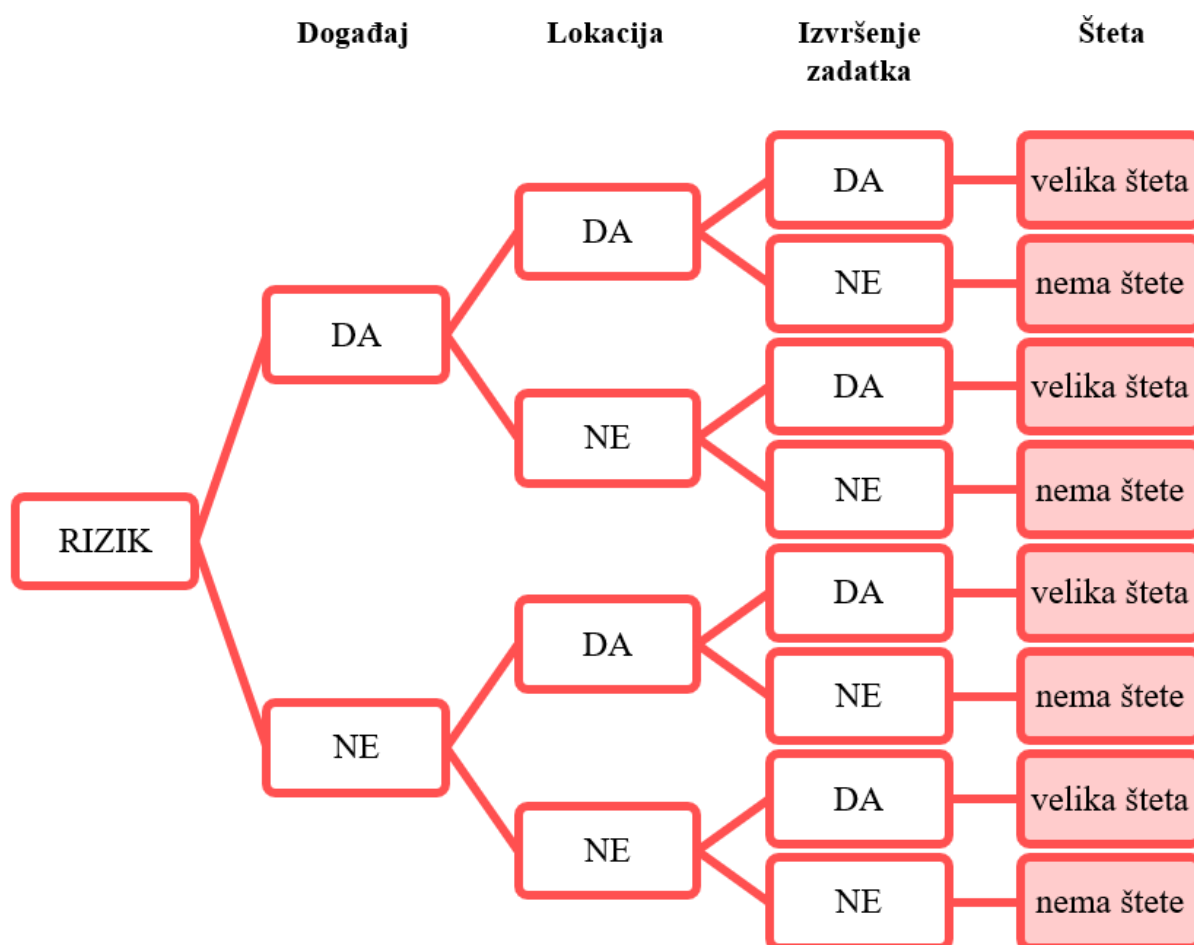 Događaj
Lokacija
Izvršenje
zadatka
Šteta
DA
velika šteta
DA
NE
nema štete
DA
DA
velika šteta
NE
NE
nema štete
RIZIK
DA
velika šteta
DA
NE
nema štete
NE
DA
velika šteta
NE
NE
nema štete